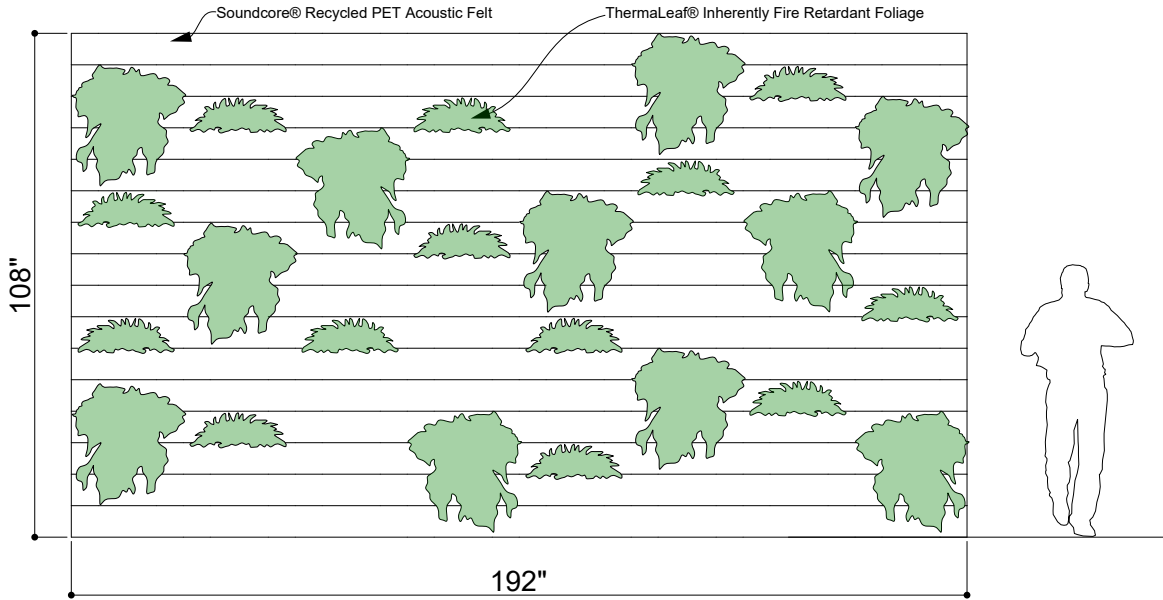 Soundcore® Recycled PET Acoustic Felt
ThermaLeaf® Inherently Fire Retardant Foliage
108"
192"